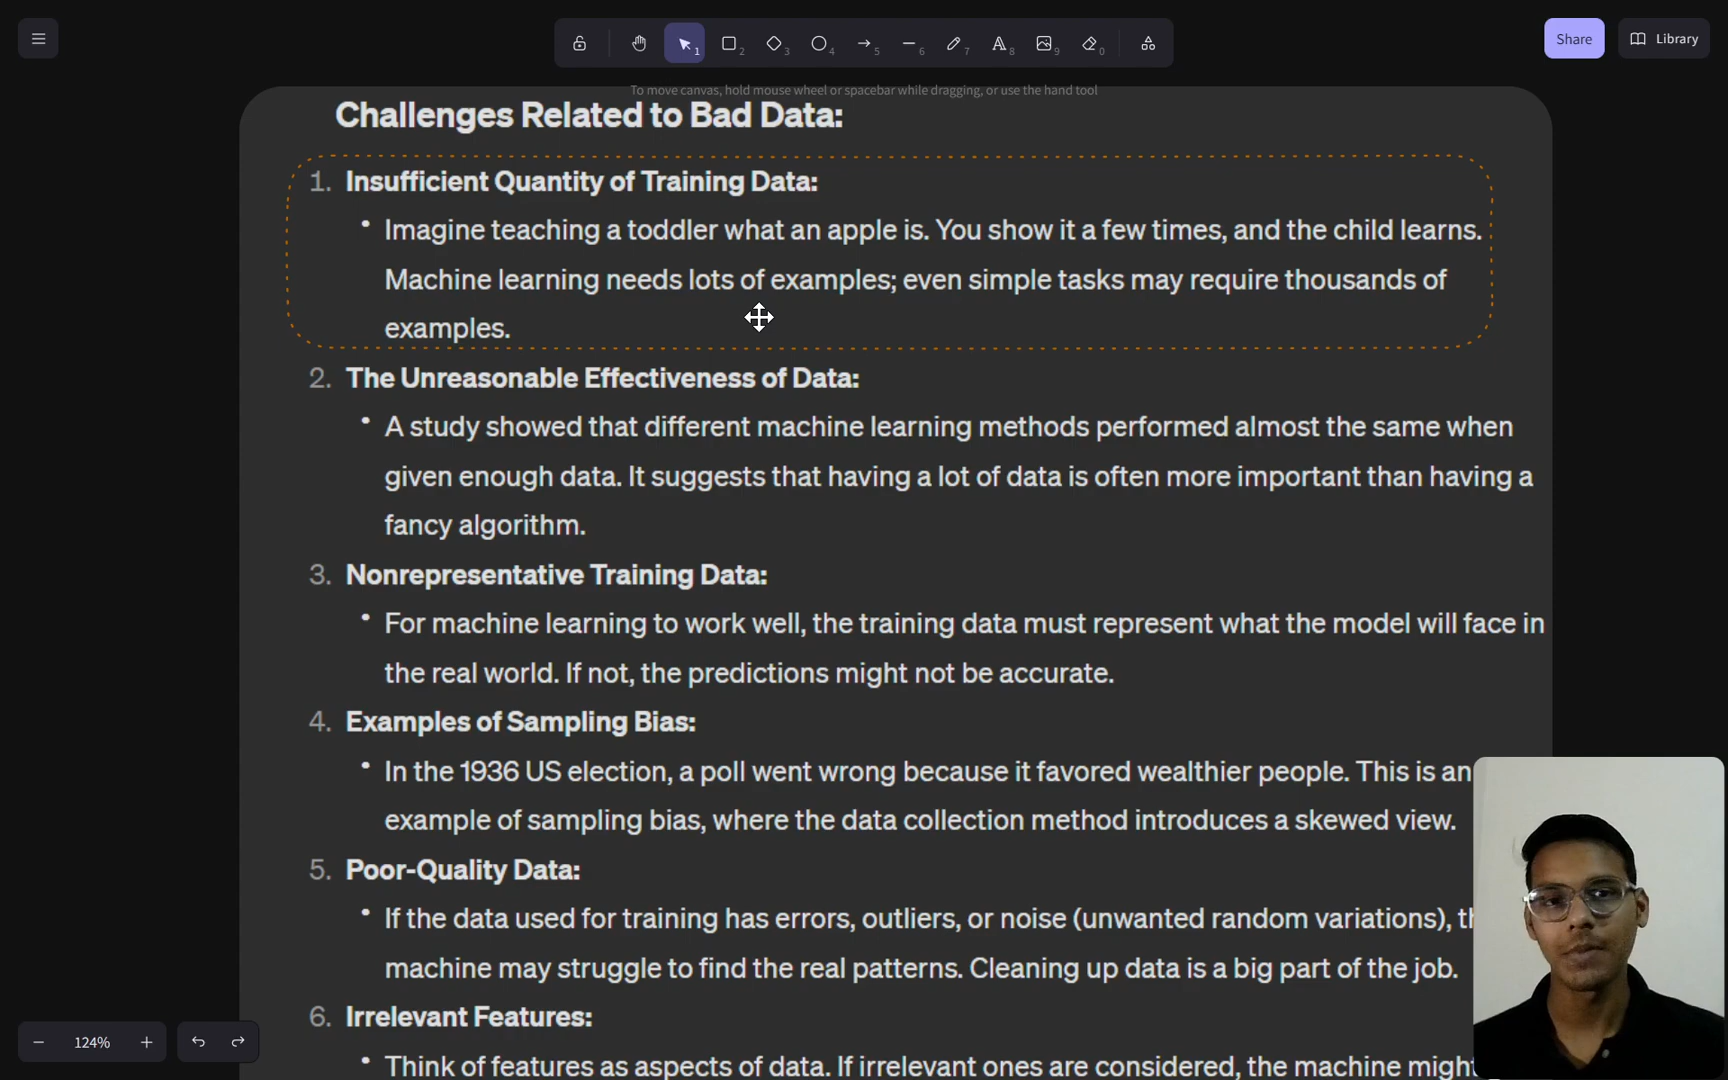 1
2
3
4
5
6
7
8
9
0
Share
Library
To move canvas, hold mouse wheel or spacebar while dragging, or use the hand tool
Challenges Related to Bad Data:
1. Insufficient Quantity of Training Data:
• Imagine teaching a toddler what an apple is. You show it a few times, and the child learns.
Machine learning needs lots of examples; even simple tasks may require thousands of
examples.
2. The Unreasonable Effectiveness of Data:
• A study showed that different machine learning methods performed almost the same when
given enough data. It suggests that having a lot of data is often more important than having a
fancy algorithm.
3. Nonrepresentative Training Data:
• For machine learning to work well, the training data must represent what the model will face in
the real world. If not, the predictions might not be accurate.
4. Examples of Sampling Bias:
• In the 1936 US election, a poll went wrong because it favored wealthier people. This is an
example of sampling bias, where the data collection method introduces a skewed view.
5. Poor-Quality Data:
• If the data used for training has errors, outliers, or noise (unwanted random variations),
machine may struggle to find the real patterns. Cleaning up data is a big part of the job.
6. Irrelevant Features:
• Think of features as aspects of data. If irrelevant ones are considered, the machine might
124%